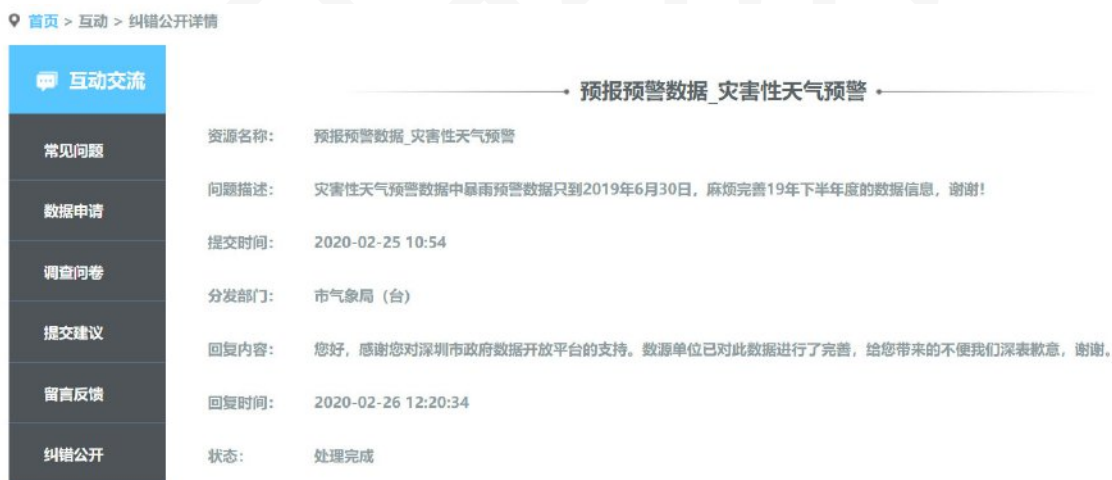 首页 > 互动 > 纠错公开详情
互动交流
常见问题
数据申请
调查问卷
提交建议
留言反馈
纠错公开
预报预警数据_灾害性天气预警
资源名称: 预报预警数据_灾害性天气预警
问题描述: 灾害性天气预警数据中暴雨预警数据只到2019年6月30日，麻烦完善19年下半年度的数据信息，谢谢!
提交时间: 2020-02-25 10:54
分发部门: 市气象局（台）
回复内容: 您好，感谢您对深圳市政府数据开放平台的支持。数源单位已对此数据进行了完善，给您带来的不便我们深表歉意，谢谢。
回复时间: 2020-02-26 12:20:34
状态: 处理完成